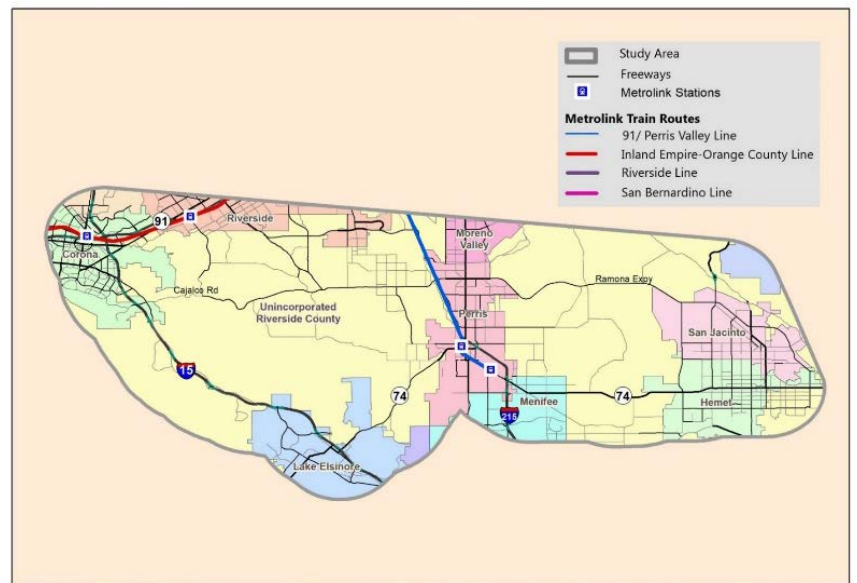 Study Area
Freeways
Metrolink Stations
Metrolink Train Routes
91/ Perris Valley Line
Inland Empire-Orange County Line
Riverside Line
San Bernardino Line
91
Riverside
Corona
Cajalco Rd
Unincorporated
Riverside County
15
Lake Elsinore
74
Moreno
Valley
Perris
Ramona Expy
San Jacinto
Menifee
215
74
Hemet